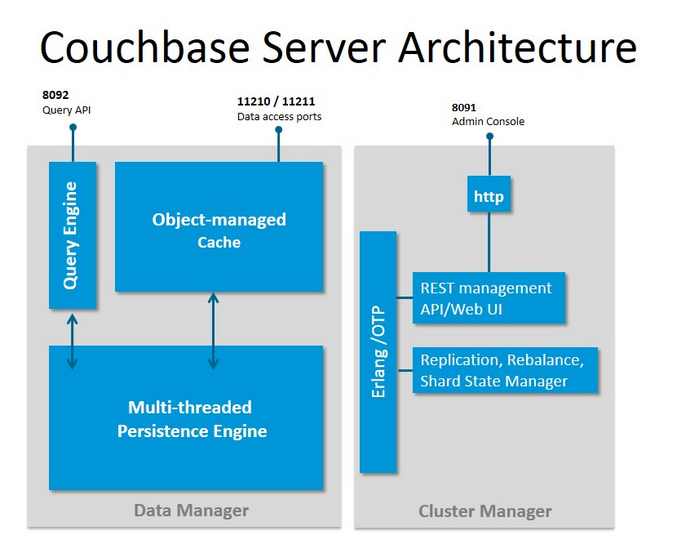 Couchbase Server Architecture
8092
Query API
11210 / 11211
Data access ports
8091
Admin Console
Query Engine
Object-managed
Cache
Multi-threaded
Persistence Engine
Data Manager
http
Erlang /OTP
REST management
API/Web UI
Replication, Rebalance,
Shard State Manager
Cluster Manager